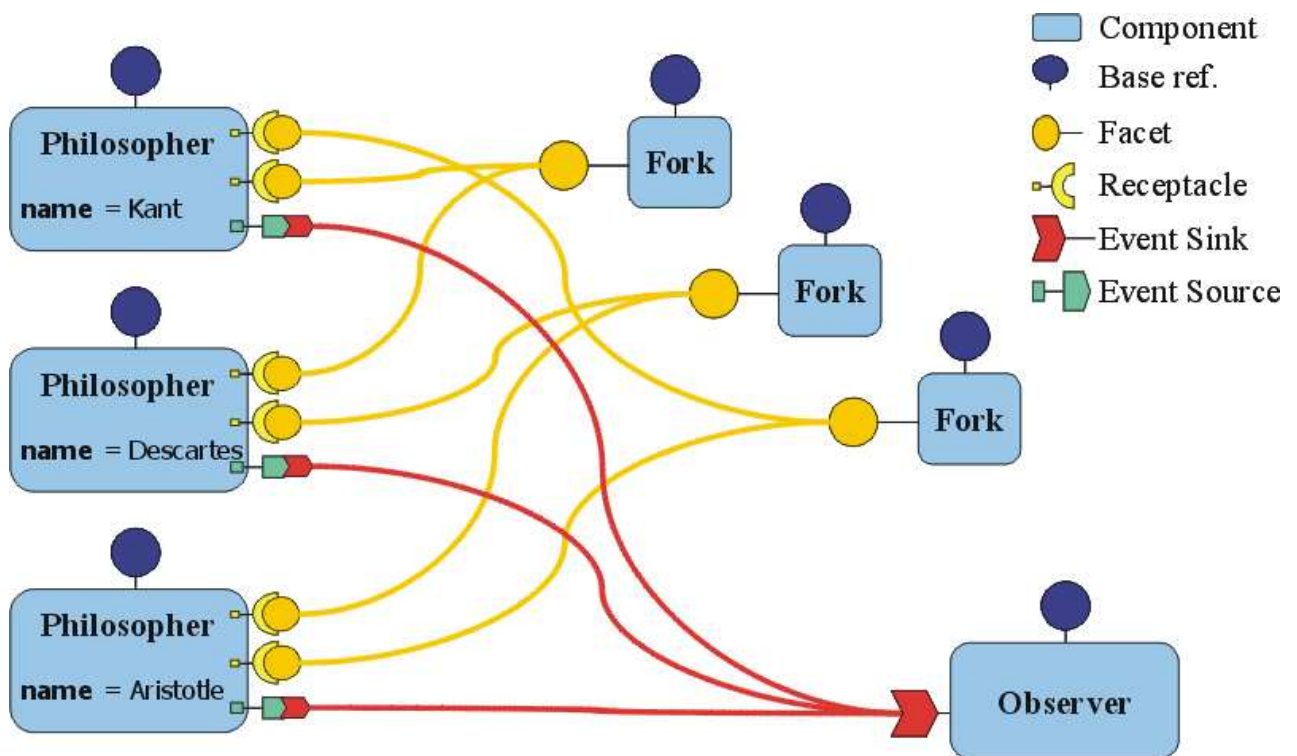 Philosopher
name = Kant
Philosopher
name = Descartes
Philosopher
name = Aristotle
Fork
Fork
Fork
Observer
Component
Base ref.
Facet
Receptacle
Event Sink
Event Source